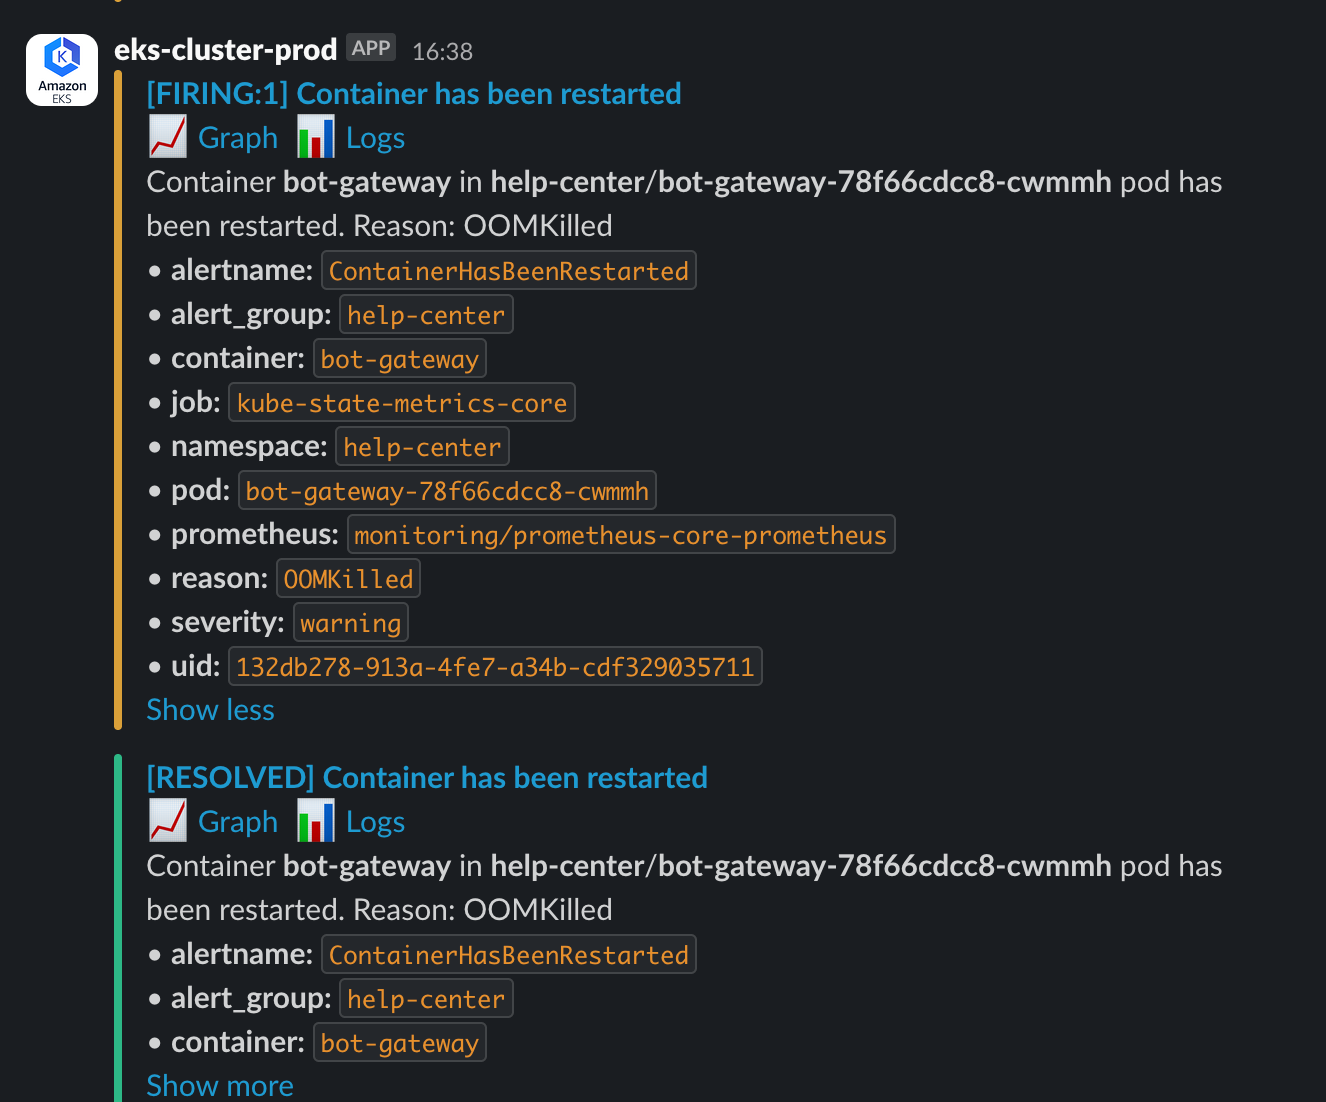 eks-cluster-prod APP 16:38
K
Amazon
EKS
[FIRING:1] Container has been restarted
Graph Logs
Container bot-gateway in help-center/bot-gateway-78f66cdcc8-cwmmh pod has
been restarted. Reason: OOMKilled
• alertname: ContainerHasBeenRestarted
• alert_group: help-center
• container: bot-gateway
• job: kube-state-metrics-core
• namespace: help-center
• pod: bot-gateway-78f66cdcc8-cwmmh
• prometheus: monitoring/prometheus-core-prometheus
• reason: OOMKilled
• severity: warning
• uid: 132db278-913a-4fe7-a34b-cdf329035711
Show less
[RESOLVED] Container has been restarted
Graph Logs
Container bot-gateway in help-center/bot-gateway-78f66cdcc8-cwmmh pod has
been restarted. Reason: OOMKilled
• alertname: ContainerHasBeenRestarted
• alert_group: help-center
• container: bot-gateway
Show more